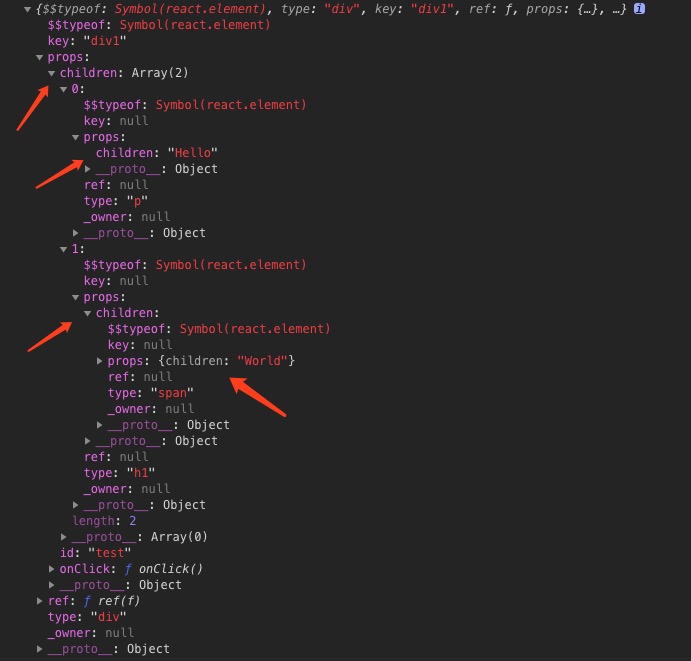 {$$typeof: Symbol(react.element), type: "div", key: "div1", ref: ƒ, props: {…}, …} i
$$typeof: Symbol(react.element)
key: "div1"
props:
children: Array(2)
0:
$$typeof: Symbol(react.element)
key: null
props:
children: "Hello"
__proto__: Object
ref: null
type: "p"
_owner: null
__proto__: Object
1:
$$typeof: Symbol(react.element)
key: null
props:
children:
$$typeof: Symbol(react.element)
key: null
props: {children: "World"}
ref: null
type: "span"
_owner: null
__proto__: Object
__proto__: Object
ref: null
type: "h1"
_owner: null
__proto__: Object
length: 2
__proto__: Array(0)
id: "test"
onClick: ƒ onClick()
__proto__: Object
ref: ƒ ref(f)
type: "div"
_owner: null
__proto__: Object